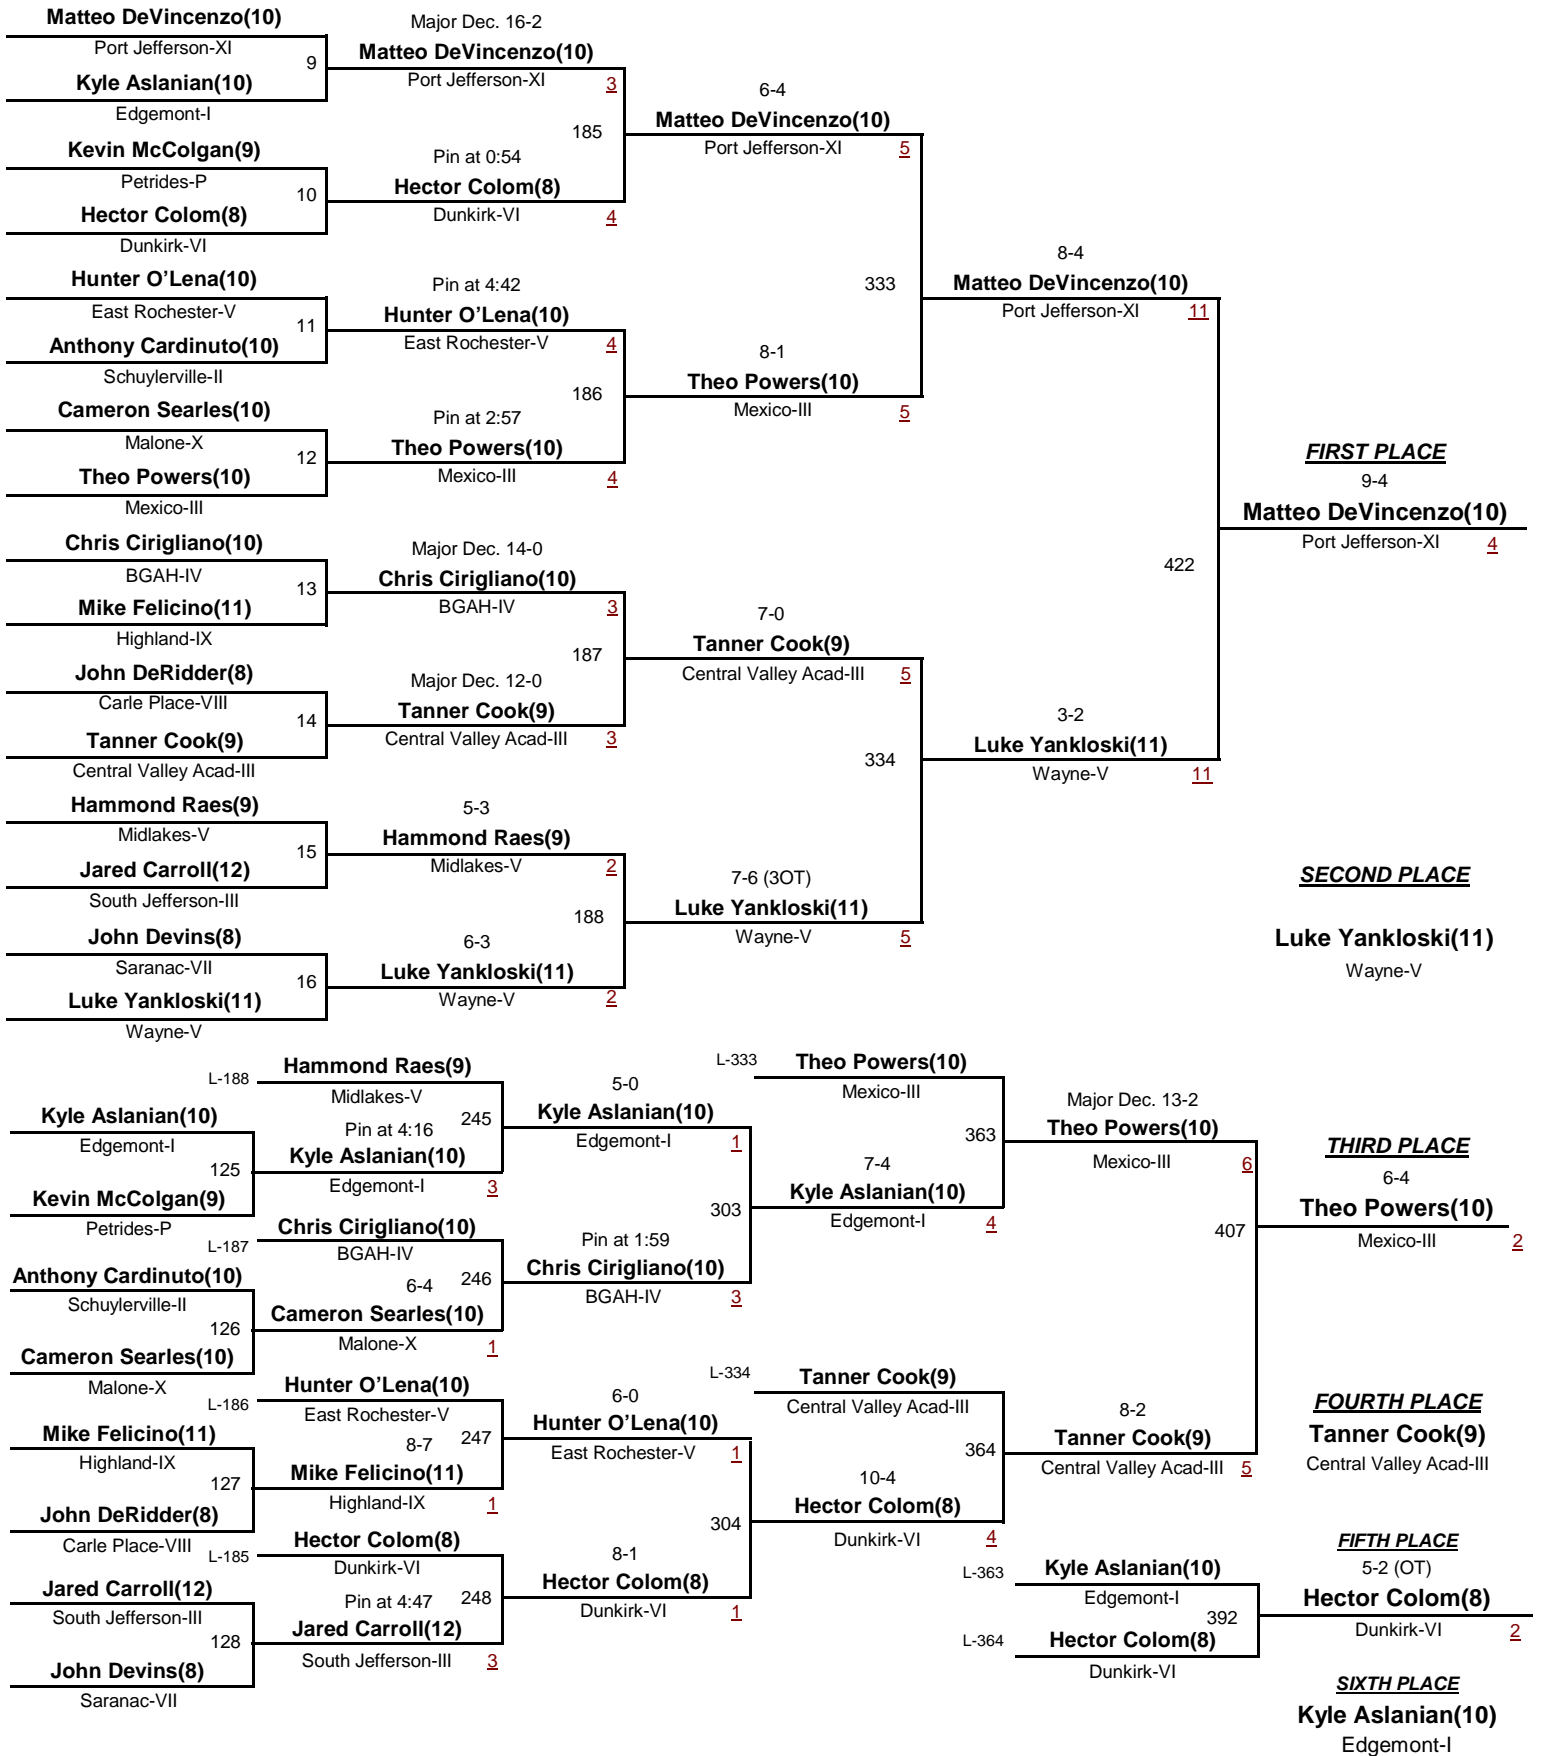 Matteo DeVincenzo(10)
Port Jefferson-XI
9
Kyle Aslanian(10)
Edgemont-I
Kevin McColgan(9)
Petrides-P
10
Hector Colom(8)
Dunkirk-VI
Hunter O'Lena(10)
East Rochester-V
11
Anthony Cardinuto(10)
Schuylerville-II
Cameron Searles(10)
Malone-X
12
Theo Powers(10)
Mexico-III
Chris Cirigliano(10)
BGAH-IV
13
Mike Felicino(11)
Highland-IX
John DeRidder(8)
Carle Place-VIII
14
Tanner Cook(9)
Central Valley Acad-III
Hammond Raes(9)
Midlakes-V
15
Jared Carroll(12)
South Jefferson-III
John Devins(8)
Saranac-VII
16
Luke Yankloski(11)
Wayne-V
Major Dec. 16-2
Matteo DeVincenzo(10)
Port Jefferson-XI
3
185
Pin at 0:54
Hector Colom(8)
Dunkirk-VI
4
Pin at 4:42
Hunter O'Lena(10)
East Rochester-V
4
186
Pin at 2:57
Theo Powers(10)
Mexico-III
4
Major Dec. 14-0
Chris Cirigliano(10)
BGAH-IV
3
187
Major Dec. 12-0
Tanner Cook(9)
Central Valley Acad-III
3
5-3
Hammond Raes(9)
Midlakes-V
2
188
6-3
Luke Yankloski(11)
Wayne-V
2
6-4
Matteo DeVincenzo(10)
Port Jefferson-XI
5
333
8-1
Theo Powers(10)
Mexico-III
5
7-0
Tanner Cook(9)
Central Valley Acad-III
5
334
7-6 (3OT)
Luke Yankloski(11)
Wayne-V
5
8-4
Matteo DeVincenzo(10)
Port Jefferson-XI
11
422
3-2
Luke Yankloski(11)
Wayne-V
11
FIRST PLACE
9-4
Matteo DeVincenzo(10)
Port Jefferson-XI
4
SECOND PLACE
Luke Yankloski(11)
Wayne-V
Kyle Aslanian(10)
Edgemont-I
125
Kevin McColgan(9)
Petrides-P
Anthony Cardinuto(10)
Schuylerville-II
126
Cameron Searles(10)
Malone-X
Mike Felicino(11)
Highland-IX
127
John DeRidder(8)
Carle Place-VIII
Jared Carroll(12)
South Jefferson-III
128
John Devins(8)
Saranac-VII
L-188
Hammond Raes(9)
Midlakes-V
245
Pin at 4:16
Kyle Aslanian(10)
Edgemont-I
3
L-187
Chris Cirigliano(10)
BGAH-IV
6-4
246
Cameron Searles(10)
Malone-X
1
L-186
Hunter O'Lena(10)
East Rochester-V
8-7
247
Mike Felicino(11)
Highland-IX
1
L-185
Hector Colom(8)
Dunkirk-VI
Pin at 4:47
248
Jared Carroll(12)
South Jefferson-III
3
5-0
Kyle Aslanian(10)
Edgemont-I
1
303
Pin at 1:59
Chris Cirigliano(10)
BGAH-IV
3
6-0
Hunter O'Lena(10)
East Rochester-V
1
304
8-1
Hector Colom(8)
Dunkirk-VI
1
L-333
Theo Powers(10)
Mexico-III
363
7-4
Kyle Aslanian(10)
Edgemont-I
4
L-334
Tanner Cook(9)
Central Valley Acad-III
364
10-4
Hector Colom(8)
Dunkirk-VI
4
Major Dec. 13-2
Theo Powers(10)
Mexico-III
6
407
8-2
Tanner Cook(9)
Central Valley Acad-III
5
L-363
Kyle Aslanian(10)
Edgemont-I
392
L-364
Hector Colom(8)
Dunkirk-VI
THIRD PLACE
6-4
Theo Powers(10)
Mexico-III
2
FOURTH PLACE
Tanner Cook(9)
Central Valley Acad-III
FIFTH PLACE
5-2 (OT)
Hector Colom(8)
Dunkirk-VI
2
SIXTH PLACE
Kyle Aslanian(10)
Edgemont-I